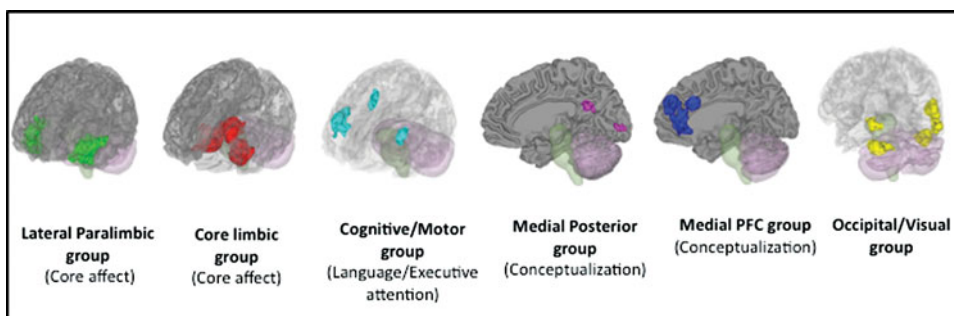 Lateral Paralimbic
group
(Core affect)
Core limbic
group
(Core affect)
Cognitive/Motor
group
(Language/Executive
attention)
Medial Posterior
group
(Conceptualization)
Medial PFC group
(Conceptualization)
Occipital/Visual
group